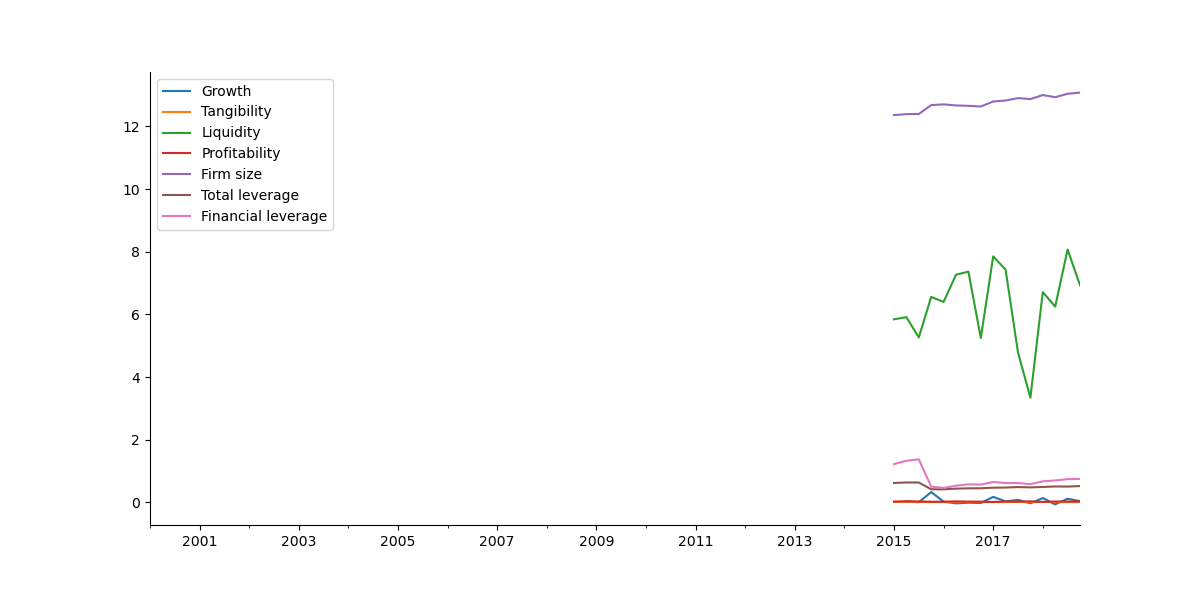 Growth
Tangibility
Liquidity
Profitability
Firm size
Total leverage
Financial leverage
12
10
8
6
4
2
0
2001 2003 2005 2007 2009 2011 2013 2015 2017